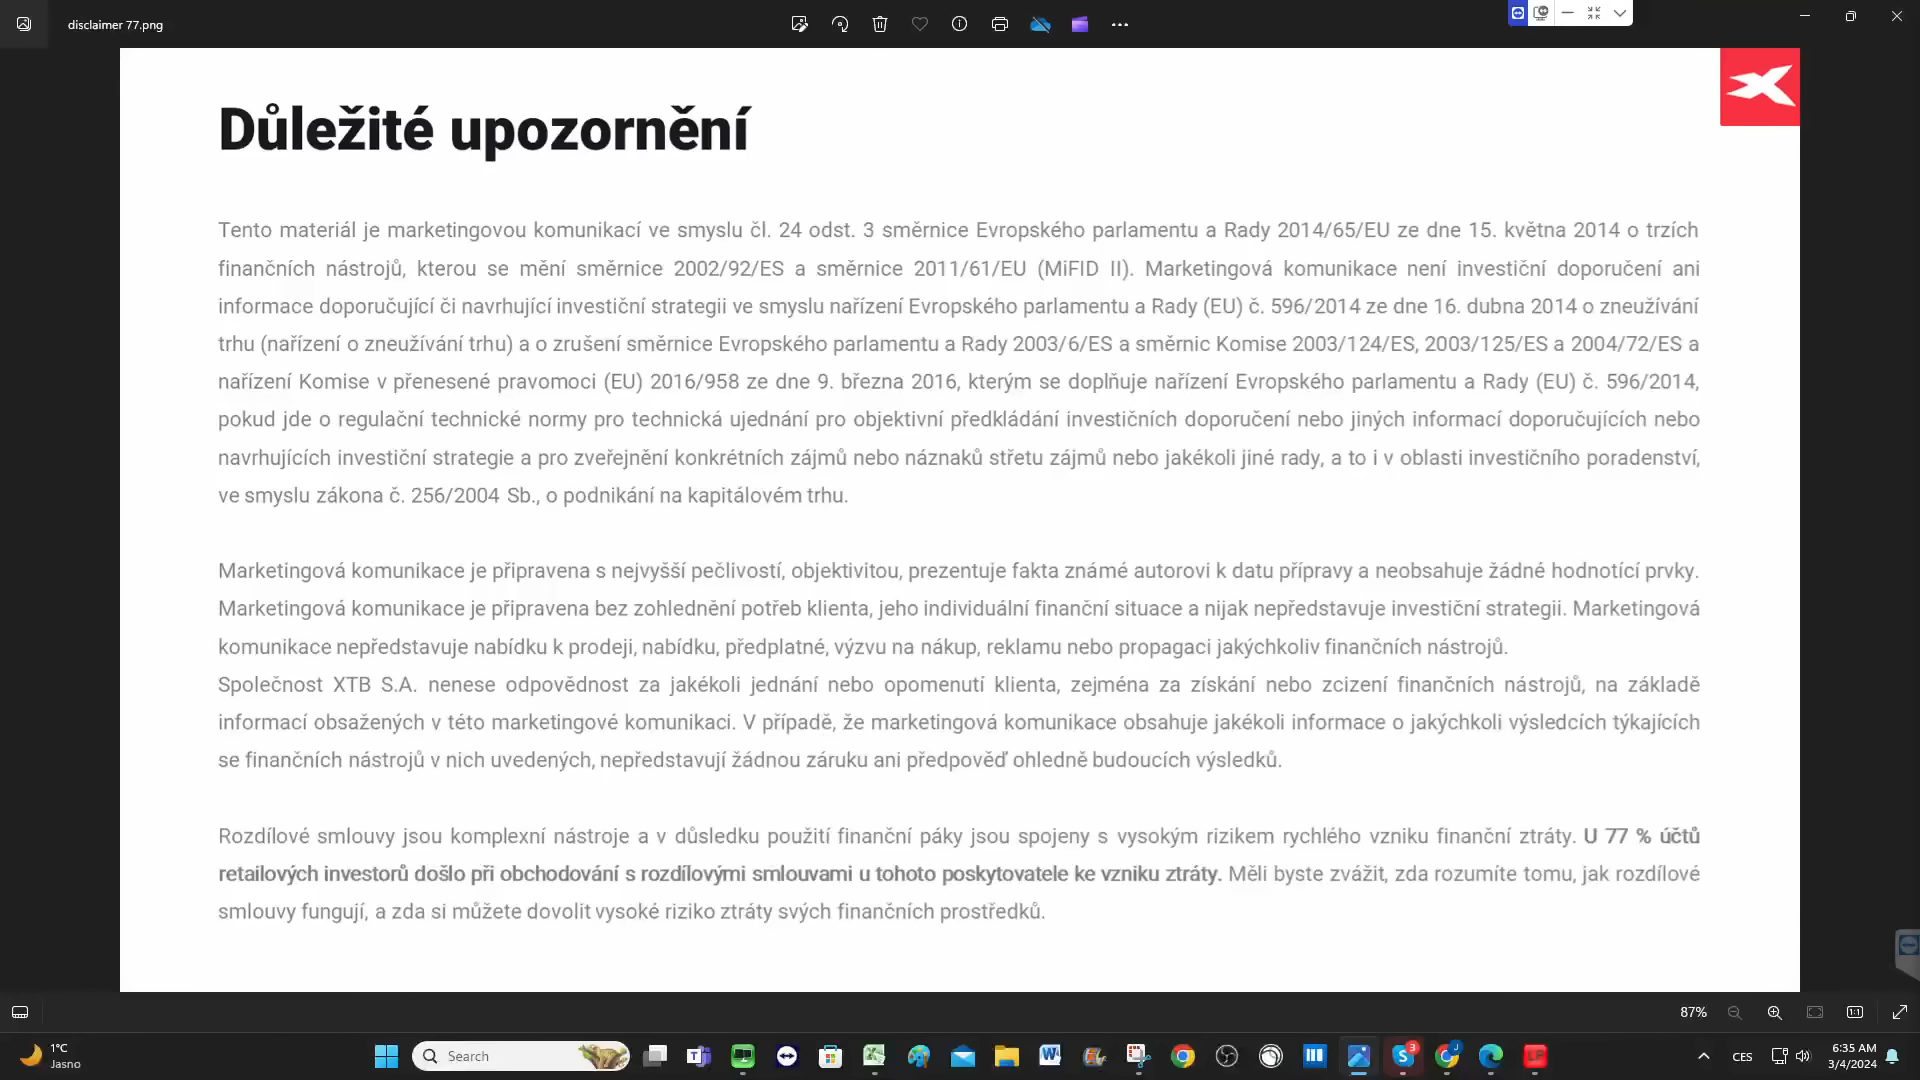 disclaimer 77.png
Důležité upozornění
Tento materiál je marketingovou komunikací ve smyslu čl. 24 odst. 3 směrnice Evropského parlamentu a Rady 2014/65/EU ze dne 15. května 2014 o trzích
finančních nástrojů, kterou se mění směrnice 2002/92/ES a směrnice 2011/61/EU (MiFID II). Marketingová komunikace není investiční doporučení ani
informace doporučující či navrhující investiční strategii ve smyslu nařízení Evropského parlamentu a Rady (EU) č. 596/2014 ze dne 16. dubna 2014 o zneužívání
trhu (nařízení o zneužívání trhu) a o zrušení směrnice Evropského parlamentu a Rady 2003/6/ES a směrnic Komise 2003/124/ES, 2003/125/ES a 2004/72/ES a
nařízení Komise v přenesené pravomoci (EU) 2016/958 ze dne 9. března 2016, kterým se doplňuje nařízení Evropského parlamentu a Rady (EU) č. 596/2014,
pokud jde o regulační technické normy pro technická ujednání pro objektivní předkládání investičních doporučení nebo jiných informací doporučujících nebo
navrhujících investiční strategie a pro zveřejnění konkrétních zájmů nebo náznaků střetu zájmů nebo jakékoli jiné rady, a to i v oblasti investičního poradenství,
ve smyslu zákona č. 256/2004 Sb., o podnikání na kapitálovém trhu.
Marketingová komunikace je připravena s nejvyšší pečlivostí, objektivitou, prezentuje fakta známé autorovi k datu přípravy a neobsahuje žádné hodnotící prvky.
Marketingová komunikace je připravena bez zohlednění potřeb klienta, jeho individuální finanční situace a nijak nepředstavuje investiční strategii. Marketingová
komunikace nepředstavuje nabídku k prodeji, nabídku, předplatné, výzvu na nákup, reklamu nebo propagaci jakýchkoliv finančních nástrojů.
Společnost XTB S.A. nenese odpovědnost za jakékoli jednání nebo opomenutí klienta, zejména za získání nebo zcizení finančních nástrojů, na základě
informací obsažených v této marketingové komunikaci. V případě, že marketingová komunikace obsahuje jakékoli informace o jakýchkoli výsledcích týkajících
se finančních nástrojů v nich uvedených, nepředstavují žádnou záruku ani předpověď ohledně budoucích výsledků.
Rozdílové smlouvy jsou komplexní nástroje a v důsledku použití finanční páky jsou spojeny s vysokým rizikem rychlého vzniku finanční ztráty. U 77 % účtů
retailových investorů došlo při obchodování s rozdílovými smlouvami u tohoto poskytovatele ke vzniku ztráty. Měli byste zvážit, zda rozumíte tomu, jak rozdílové
smlouvy fungují, a zda si můžete dovolit vysoké riziko ztráty svých finančních prostředků.
87%
1°C
Jasno
Search
3
J
LP
CES
6:35 AM
3/4/2024